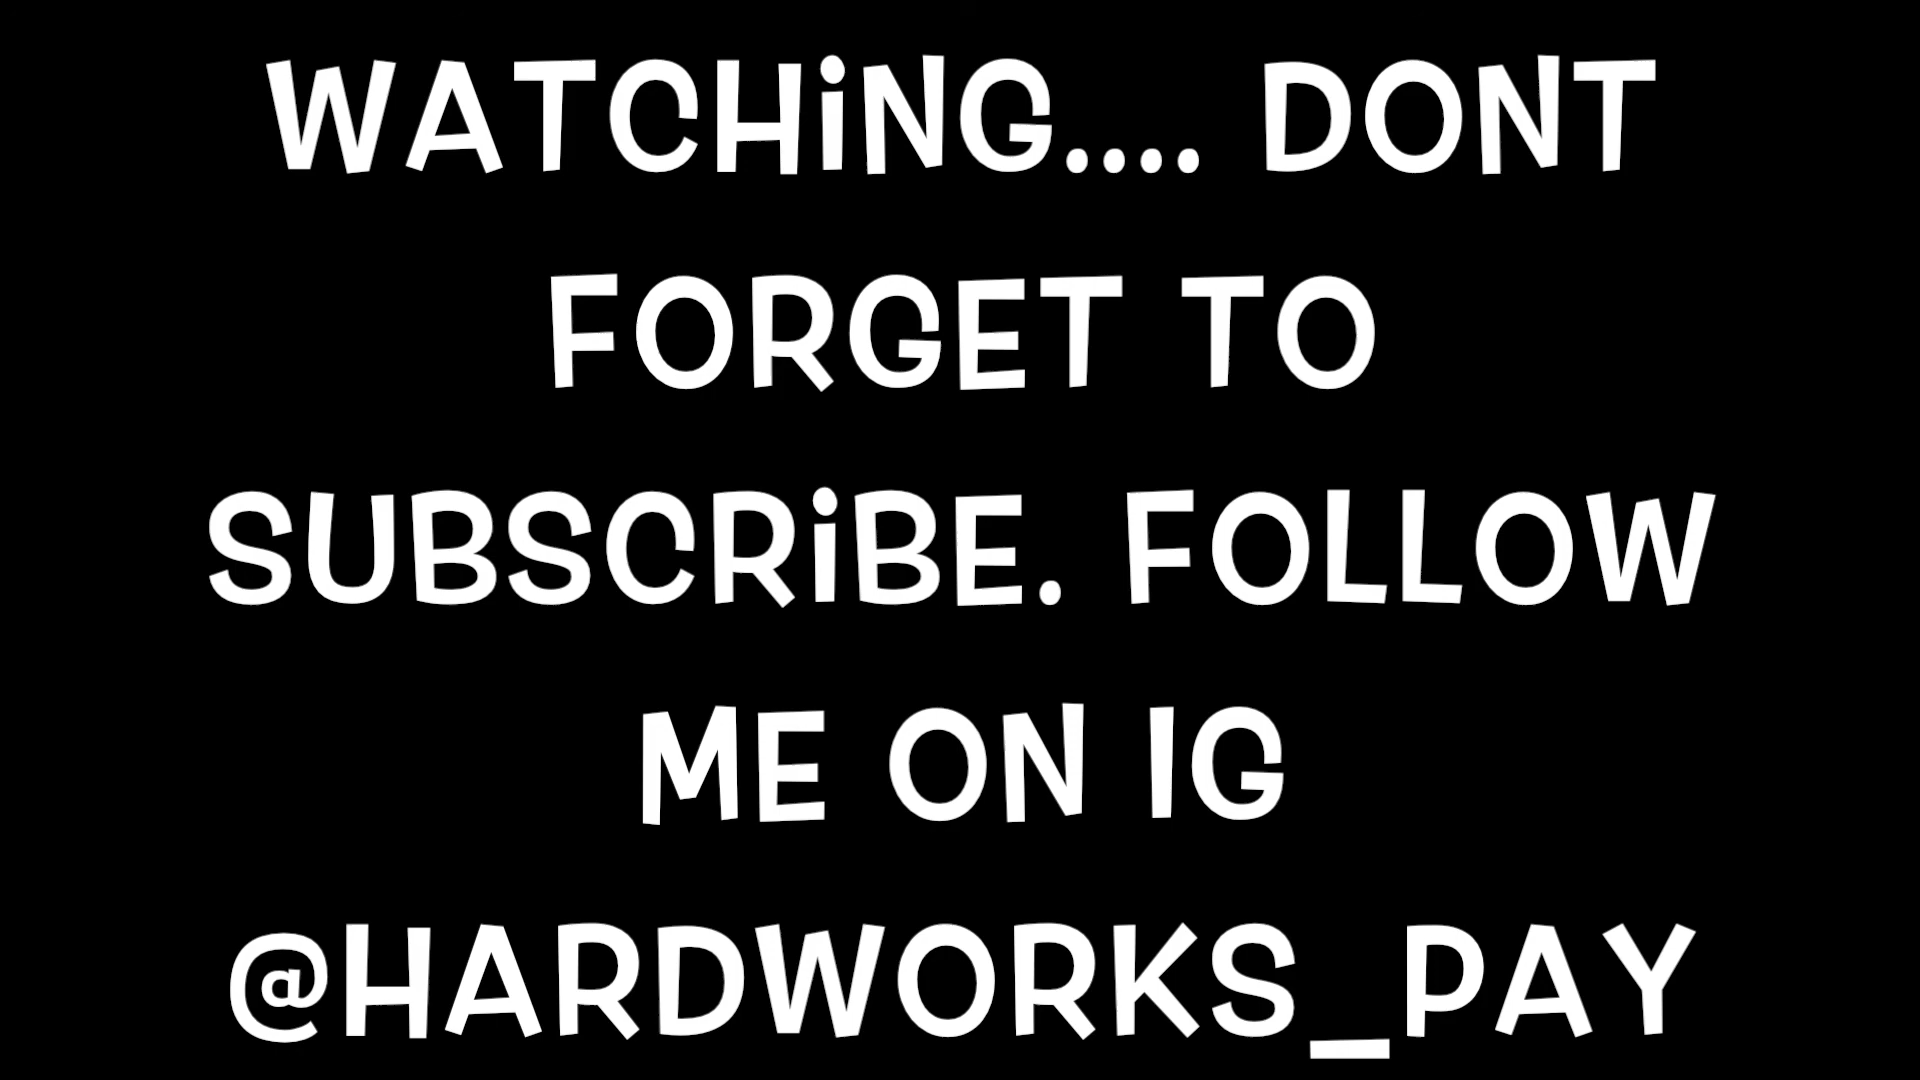 WATCHiNG.... DONT
FORGET TO
SUBSCRiBE. FOLLOW
ME ON IG
@HARDWORKS_PAY